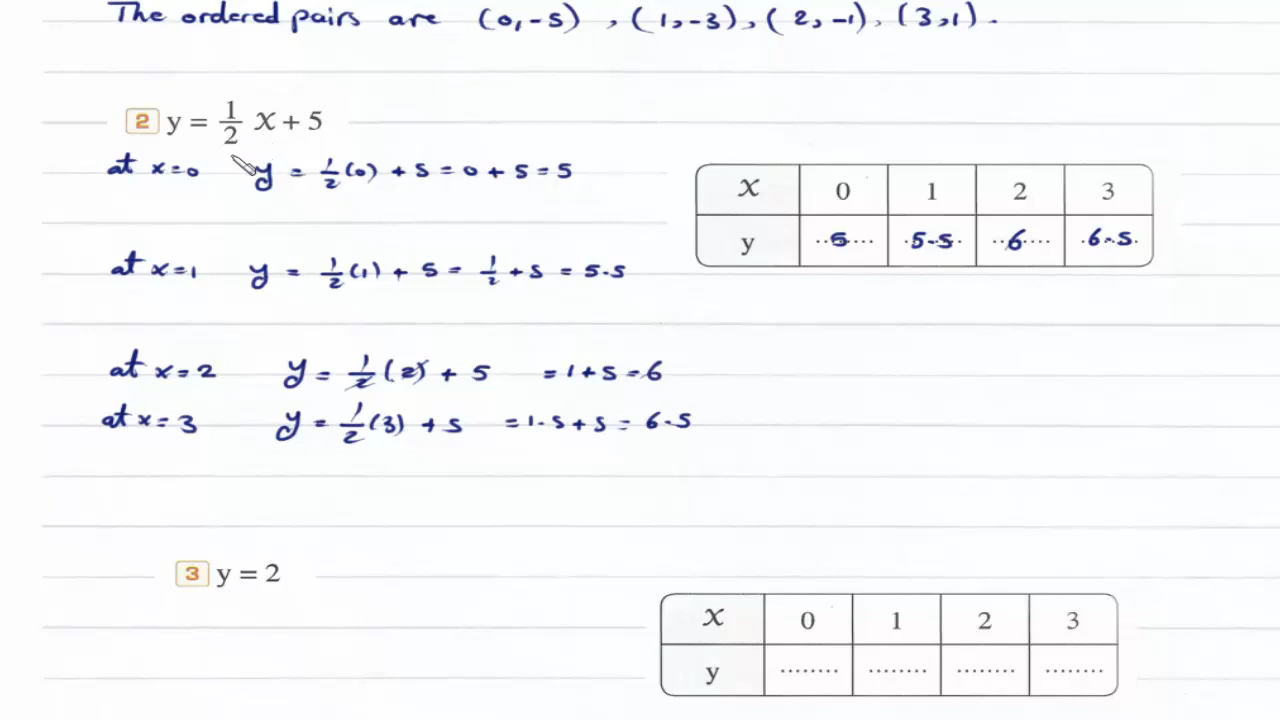 The ordered pairs are (0,-5) , (1,-3), (2,-1), (3,1).
2 y = 1/2 x + 5
at x=0 y = 1/2 (0) + 5 = 0 + 5 = 5
x 0 1 2 3
y 5 5.5 6 6.5
at x=1 y = 1/2 (1) + 5 = 1/2 + 5 = 5.5
at x=2 y = 1/2 (2) + 5 = 1+5 = 6
at x=3 y = 1/2 (3) + 5 = 1.5+5 = 6.5
3 y = 2
x 0 1 2 3
y ........ ........ ........ ........